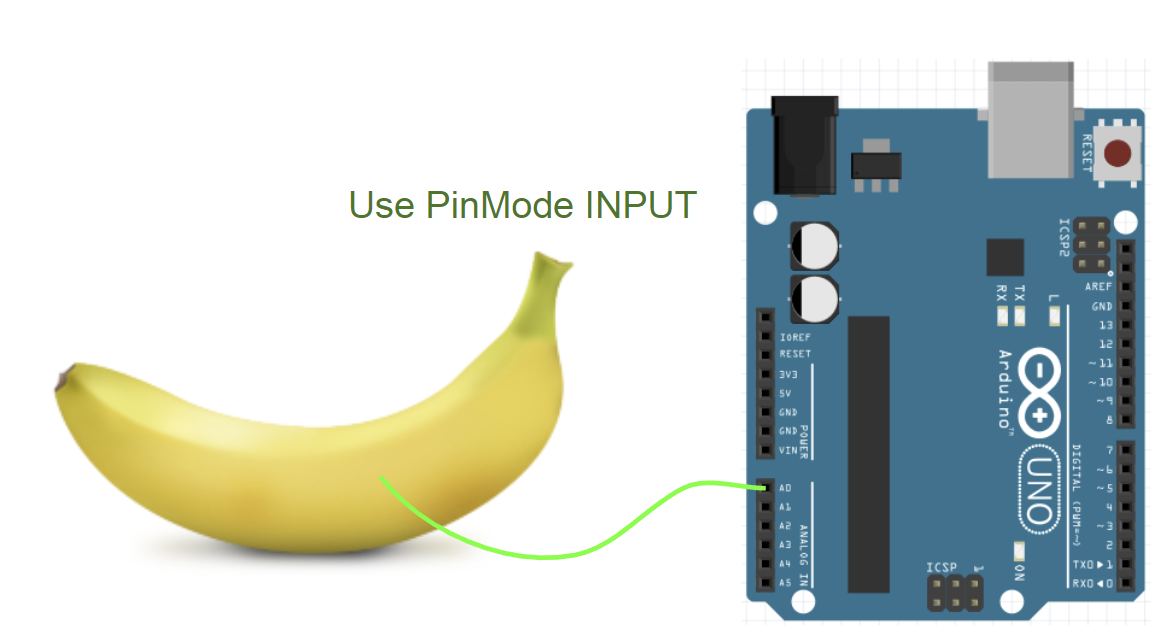 Use PinMode INPUT
RESET
ICSP2
AREF
GND
13
12
~11
~10
~9
8
RX
TX
L
IOREF
RESET
3V3
5V
GND
GND
VIN
POWER
Arduino™
UNO
A0
A1
A2
A3
A4
A5
ANALOG IN
7
~6
~5
4
~3
2
TX0▶1
RX0◀0
DIGITAL (PWM=~)
ON
ICSP
1